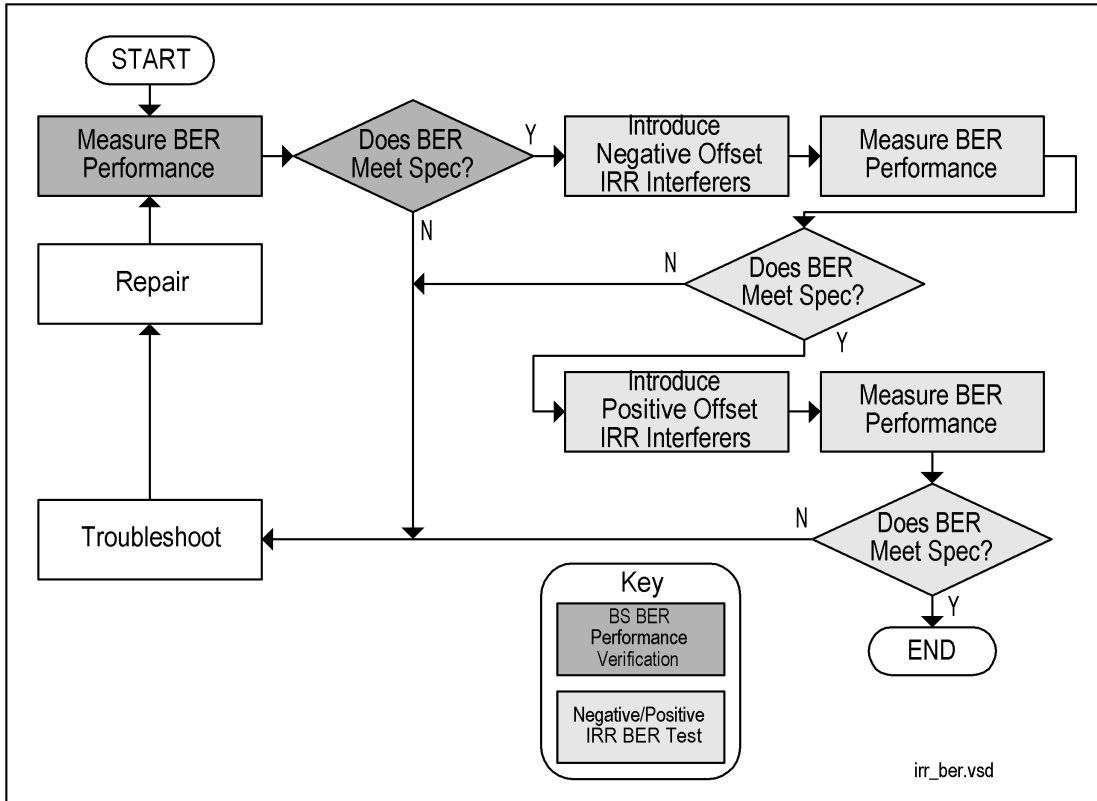 START
Measure BER
Performance
Does BER
Meet Spec?
Y
Introduce
Negative Offset
IRR Interferers
Measure BER
Performance
N
Repair
N
Does BER
Meet Spec?
Y
Introduce
Positive Offset
IRR Interferers
Measure BER
Performance
Troubleshoot
N
Does BER
Meet Spec?
Y
END
Key
BS BER
Performance
Verification
Negative/Positive
IRR BER Test
irr_ber.vsd